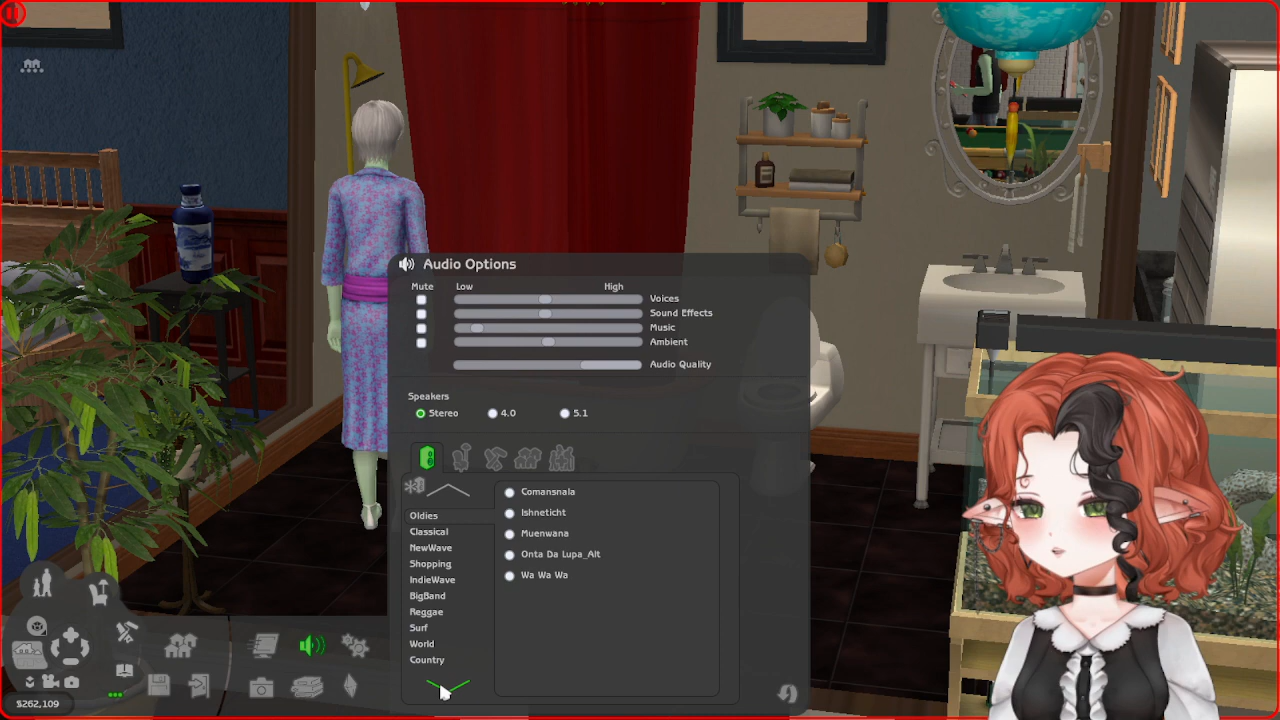 Audio Options
Mute Low High
Voices
Sound Effects
Music
Ambient
Audio Quality
Speakers
Stereo 4.0 5.1
Oldies
Classical
NewWave
Shopping
IndieWave
BigBand
Reggae
Surf
World
Country
Comansnala
Ishneticht
Muenwana
Onta Da Lupa_Alt
Wa Wa Wa
§262,109